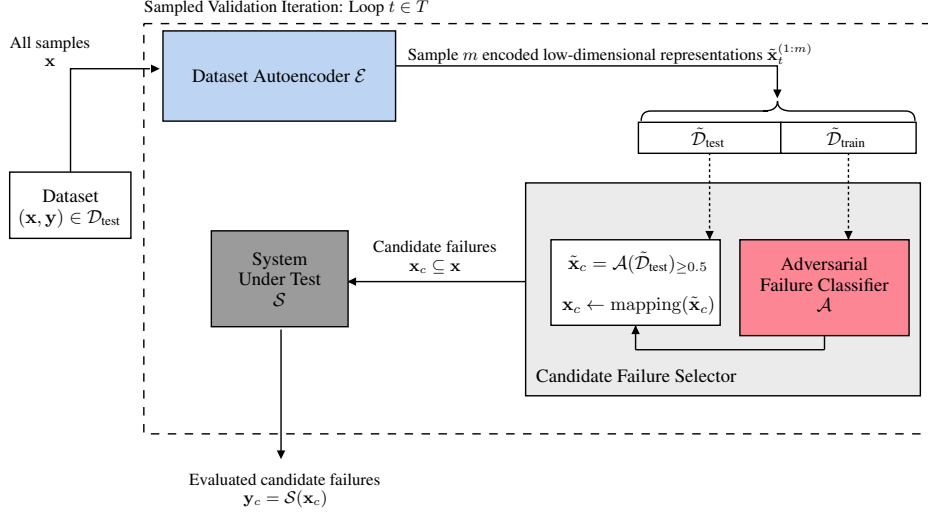 Sampled Validation Iteration: Loop t ∈ T
All samples
x
Dataset Autoencoder ℰ
Sample m encoded low-dimensional representations x̃ₜ⁽¹:ᵐ⁾
𝒟̃_test
𝒟̃_train
Dataset
(x, y) ∈ 𝒟_test
System
Under Test
𝒮
Candidate failures
x_c ⊆ x
x̃_c = 𝒜(𝒟̃_test)_≥0.5
x_c ← mapping(x̃_c)
Adversarial
Failure Classifier
𝒜
Candidate Failure Selector
Evaluated candidate failures
y_c = 𝒮(x_c)